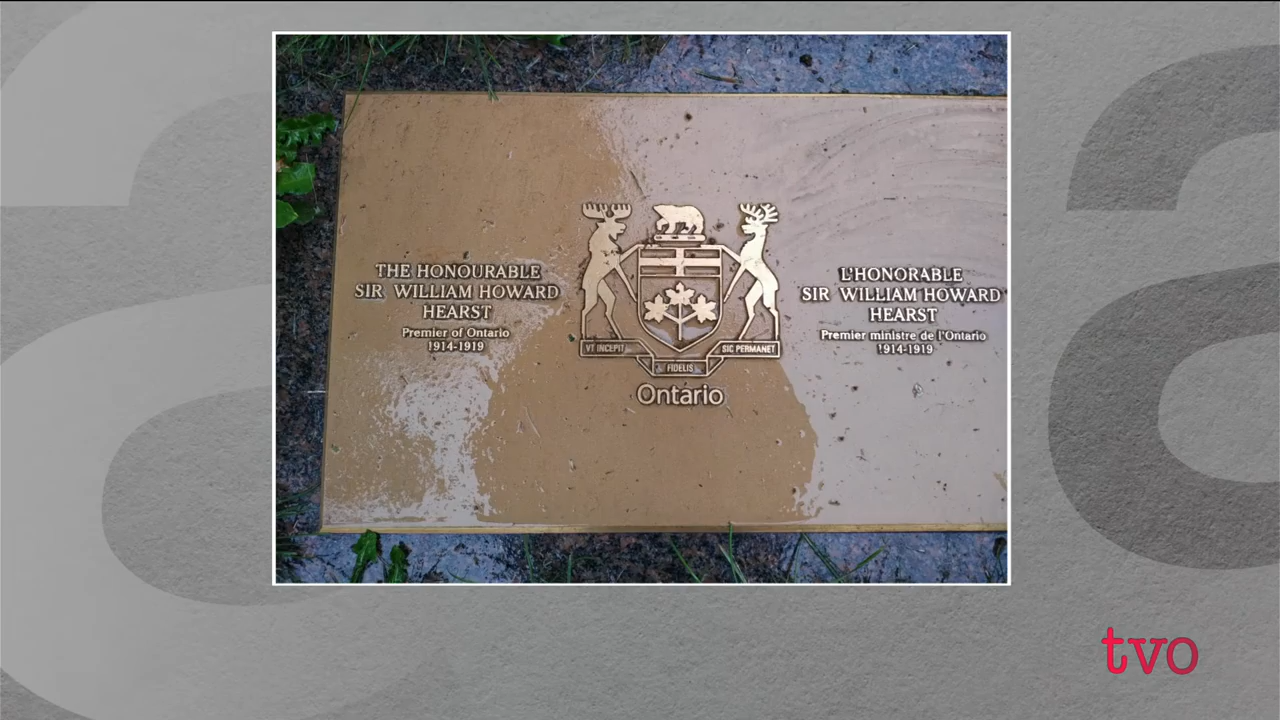 THE HONOURABLE
SIR WILLIAM HOWARD
HEARST
Premier of Ontario
1914-1919
VT INCEPIT
SIC PERMANET
FIDELIS
Ontario
L'HONORABLE
SIR WILLIAM HOWARD
HEARST
Premier ministre de l'Ontario
1914-1919
tvo